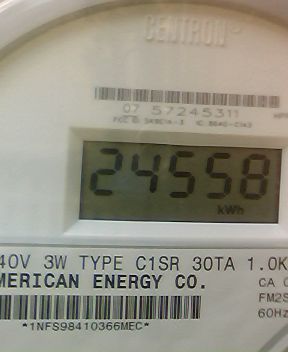 CENTRON®
07 57245311
24558
kWh
40V 3W TYPE C1SR 30TA 1.0K
MERICAN ENERGY CO.
CA
FM2S
60Hz
*1NFS98410366MEC*